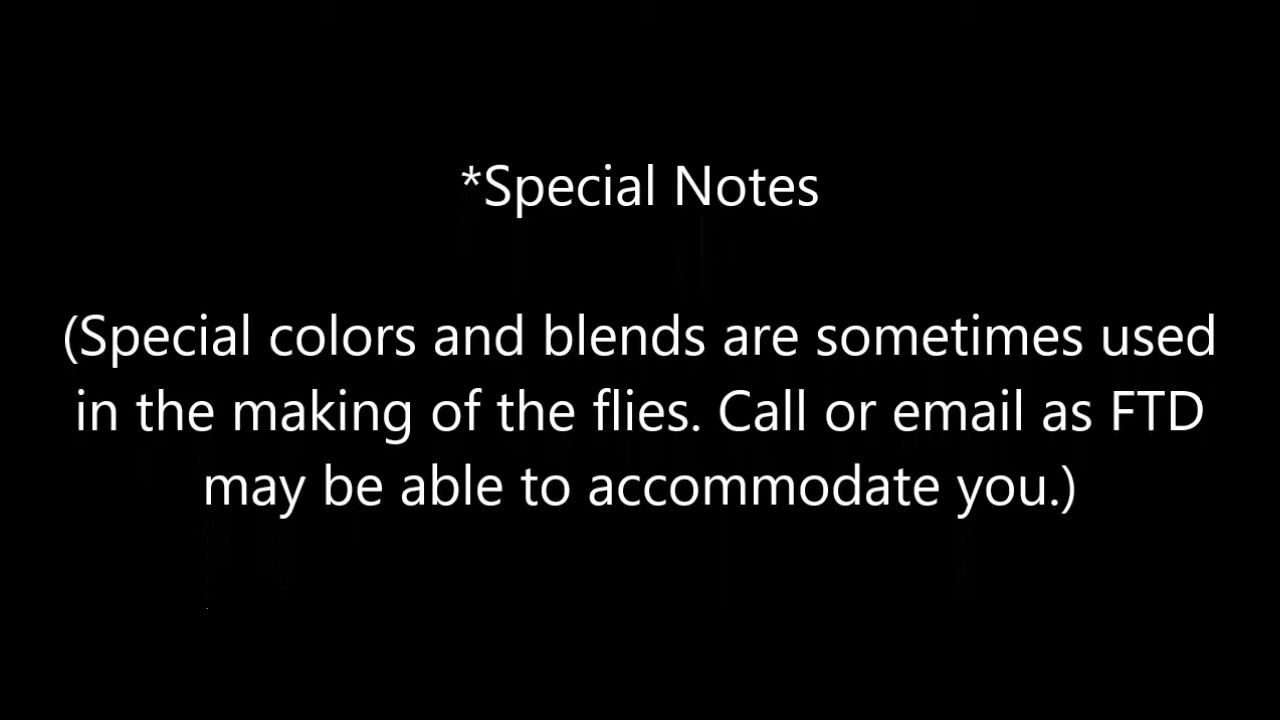 *Special Notes
(Special colors and blends are sometimes used
in the making of the flies. Call or email as FTD
may be able to accommodate you.)